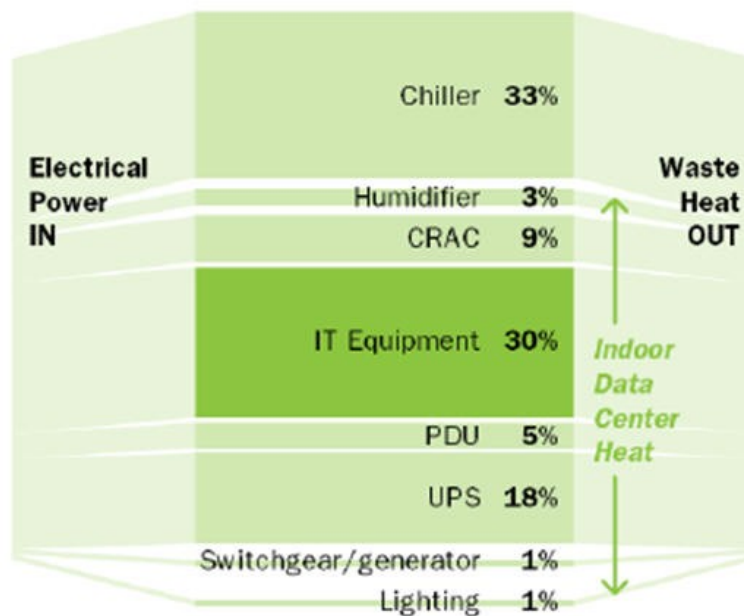 Chiller 33%
Electrical
Power
IN
Waste
Heat
OUT
Humidifier 3%
CRAC 9%
IT Equipment 30%
Indoor
Data
Center
Heat
PDU 5%
UPS 18%
Switchgear/generator 1%
Lighting 1%